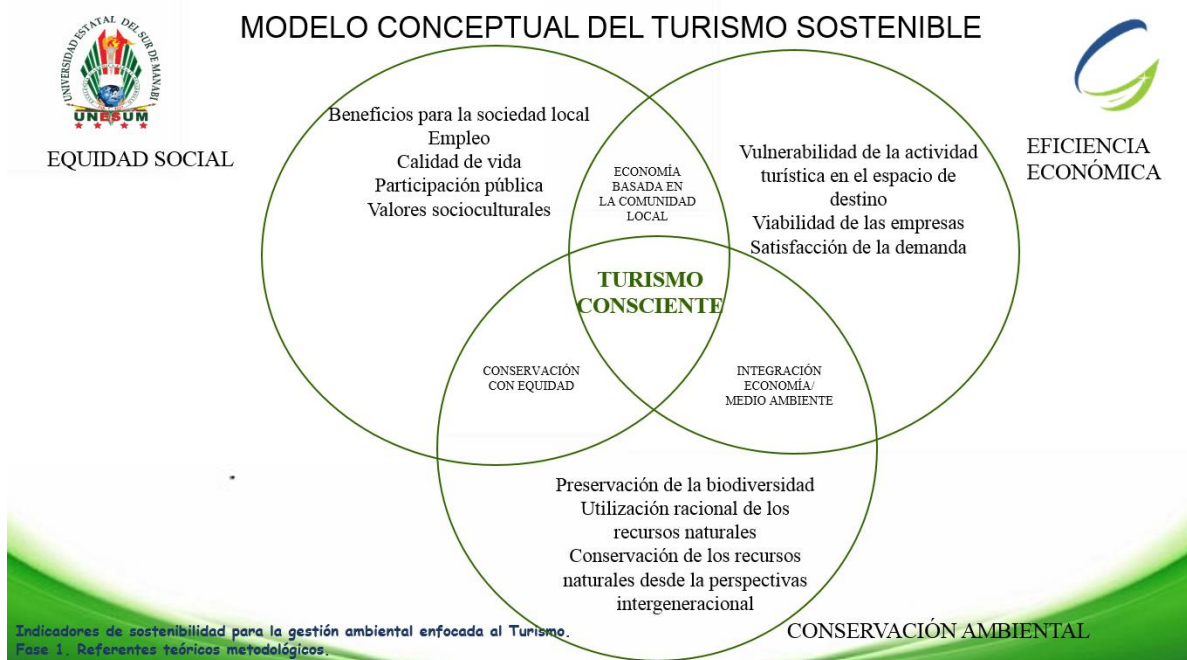 MODELO CONCEPTUAL DEL TURISMO SOSTENIBLE
UNIVERSIDAD ESTATAL DEL SUR DE MANABI
UNESUM
EQUIDAD SOCIAL
Beneficios para la sociedad local
Empleo
Calidad de vida
Participación pública
Valores socioculturales
ECONOMÍA
BASADA EN
LA COMUNIDAD
LOCAL
Vulnerabilidad de la actividad
turística en el espacio de
destino
Viabilidad de las empresas
Satisfacción de la demanda
EFICIENCIA
ECONÓMICA
TURISMO
CONSCIENTE
CONSERVACIÓN
CON EQUIDAD
INTEGRACIÓN
ECONOMÍA/
MEDIO AMBIENTE
Preservación de la biodiversidad
Utilización racional de los
recursos naturales
Conservación de los recursos
naturales desde la perspectivas
intergeneracional
CONSERVACIÓN AMBIENTAL
Indicadores de sostenibilidad para la gestión ambiental enfocada al Turismo.
Fase 1. Referentes teóricos metodológicos.